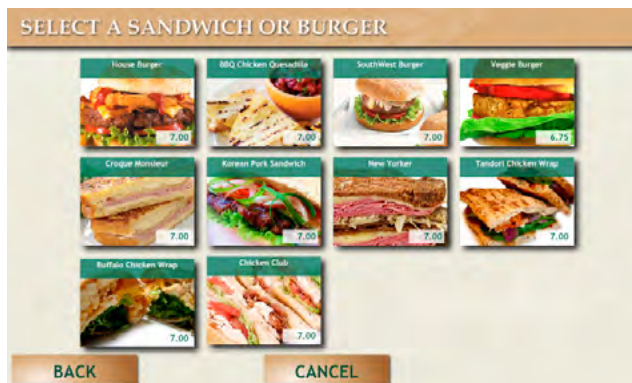 SELECT A SANDWICH OR BURGER
House Burger
7.00
BBQ Chicken Quesadilla
7.00
SouthWest Burger
7.00
Veggie Burger
6.75
Croque Monsieur
7.00
Korean Pork Sandwich
7.00
New Yorker
7.00
Tandori Chicken Wrap
7.00
Buffalo Chicken Wrap
7.00
Chicken Club
7.00
BACK
CANCEL